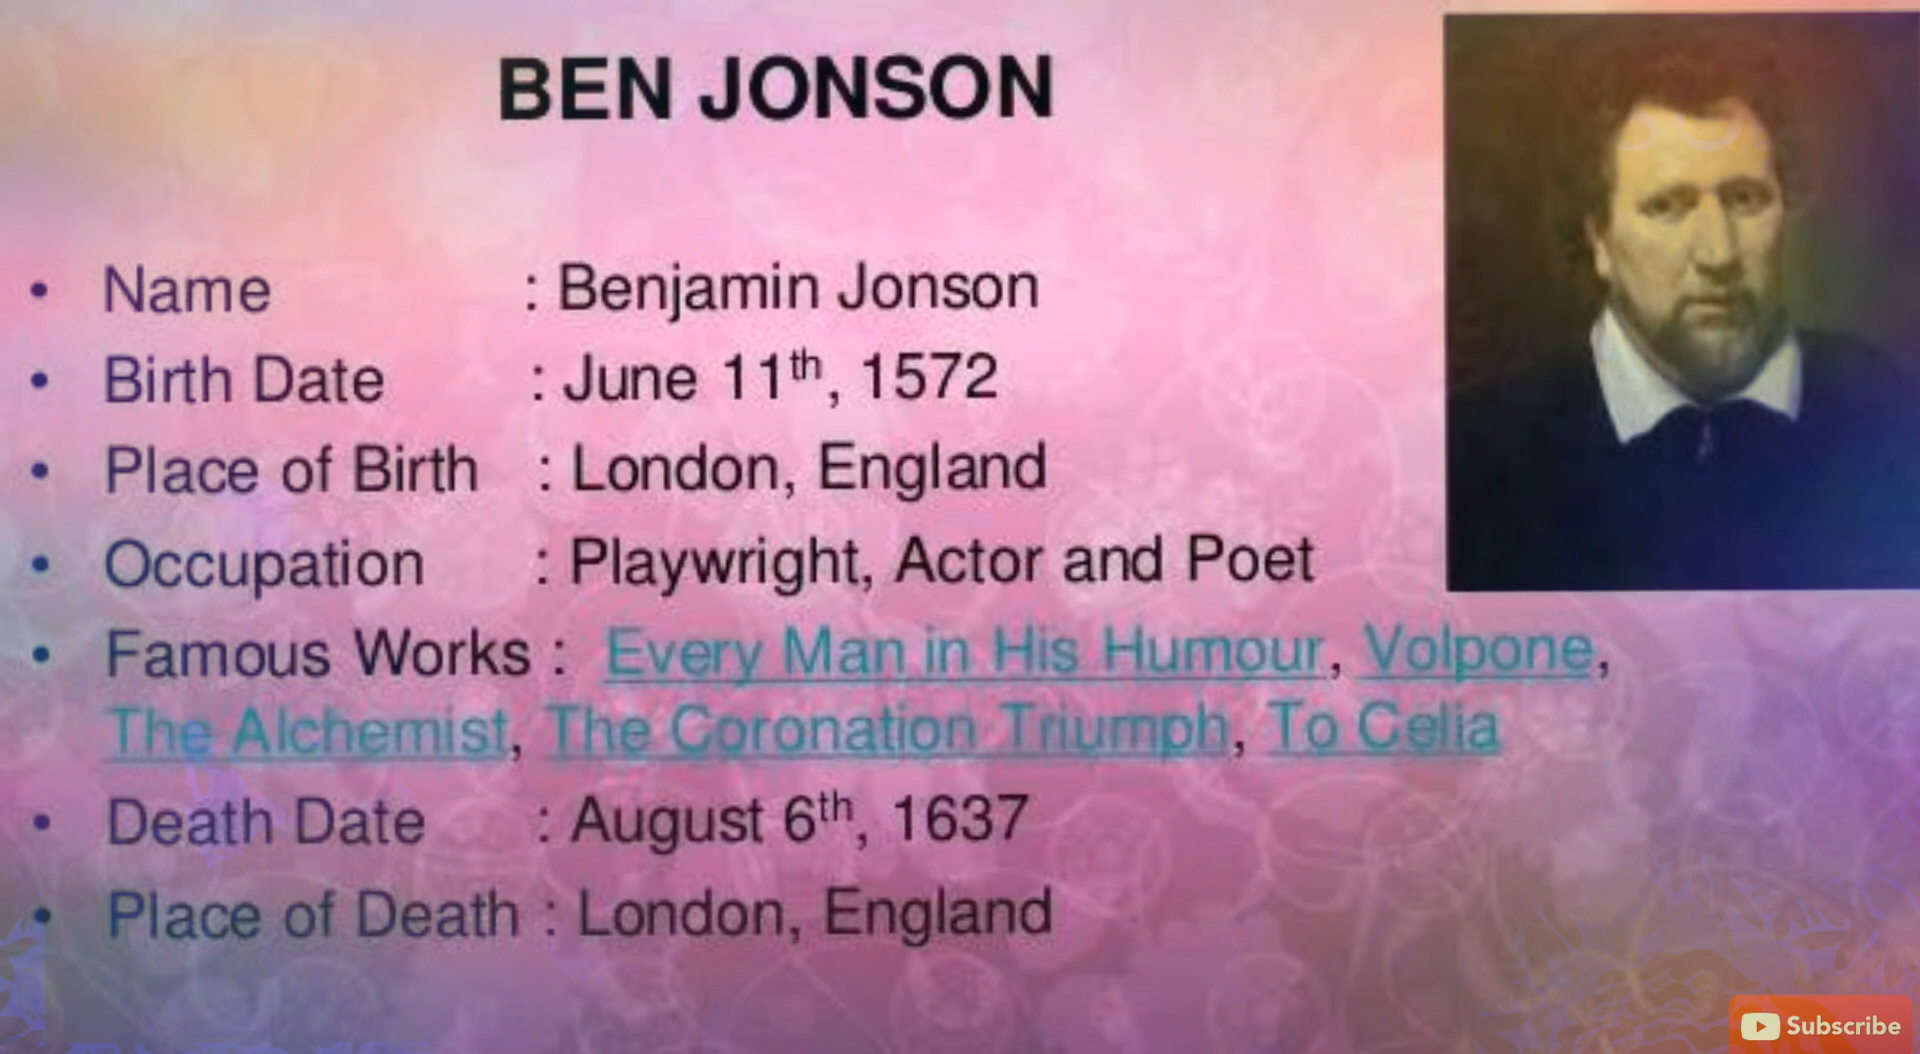 BEN JONSON
• Name : Benjamin Jonson
• Birth Date : June 11th, 1572
• Place of Birth : London, England
• Occupation : Playwright, Actor and Poet
• Famous Works : Every Man in His Humour, Volpone,
The Alchemist, The Coronation Triumph, To Celia
• Death Date : August 6th, 1637
• Place of Death : London, England
Subscribe